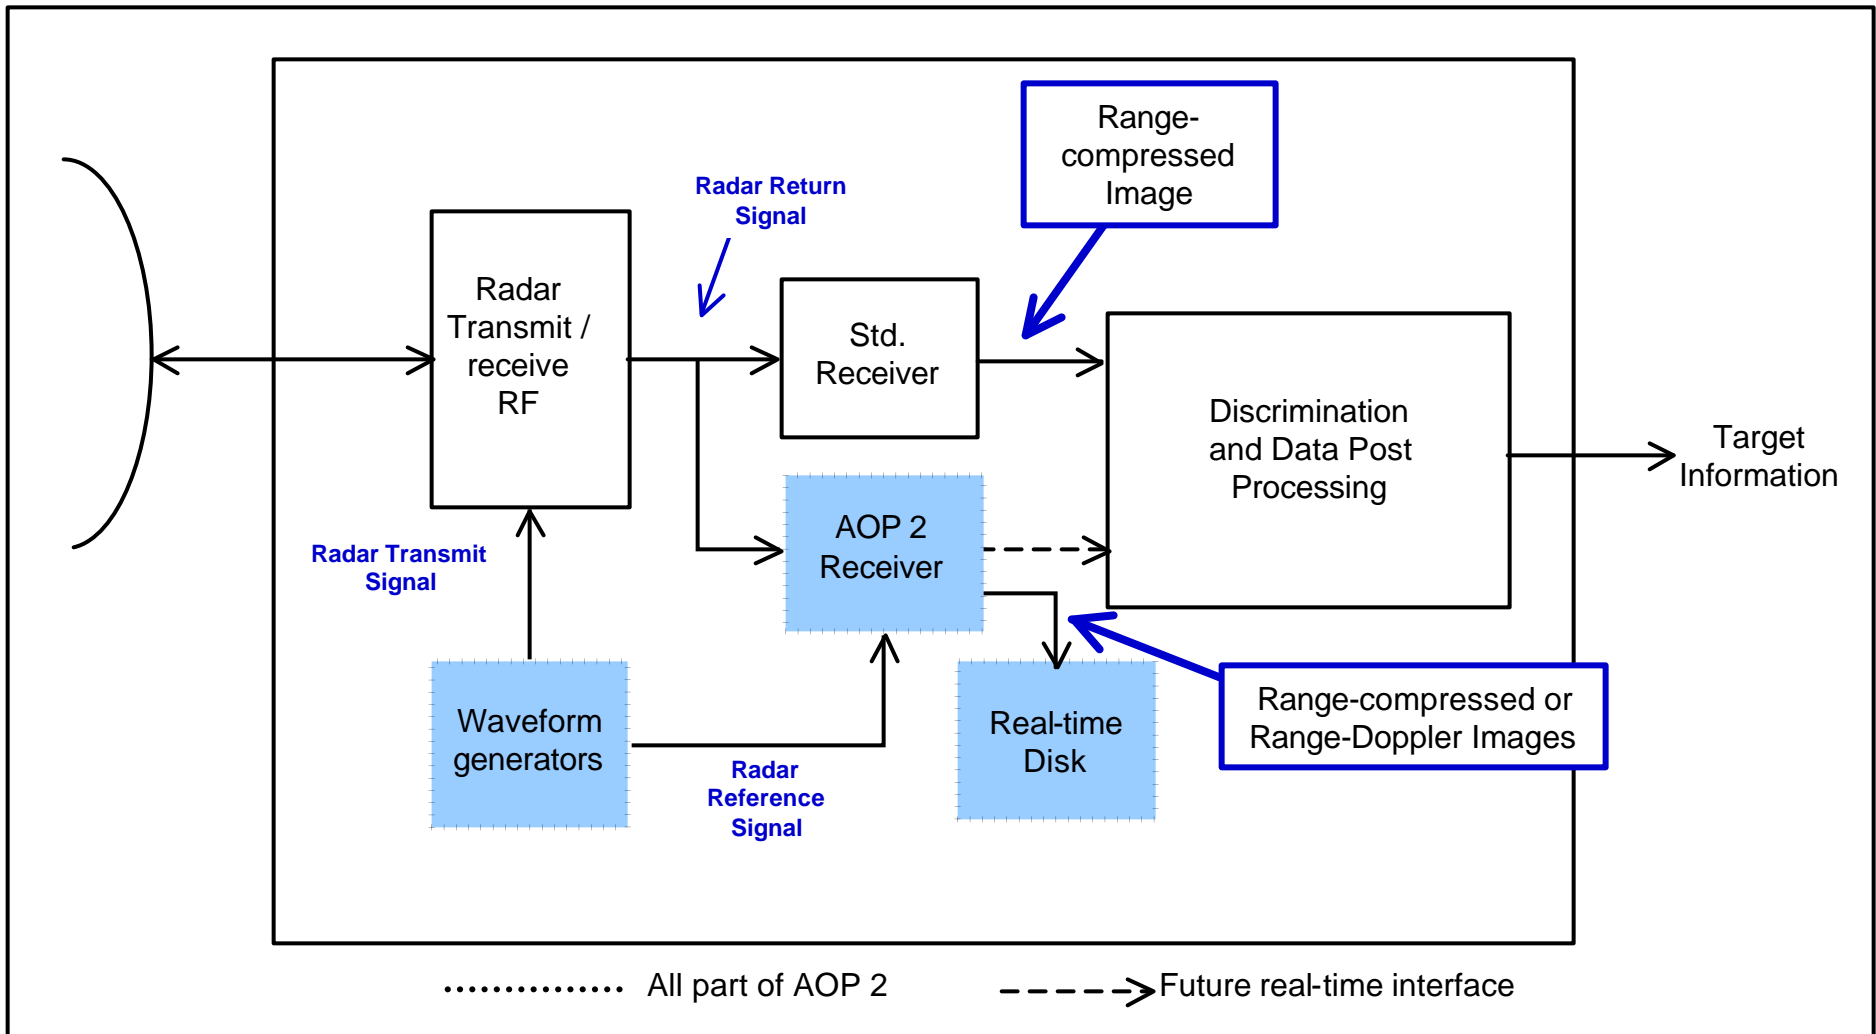 Range-
compressed
Image
Radar Return
Signal
Radar
Transmit /
receive
RF
Std.
Receiver
Discrimination
and Data Post
Processing
Target
Information
AOP 2
Receiver
Radar Transmit
Signal
Waveform
generators
Radar
Reference
Signal
Real-time
Disk
Range-compressed or
Range-Doppler Images
All part of AOP 2
Future real-time interface